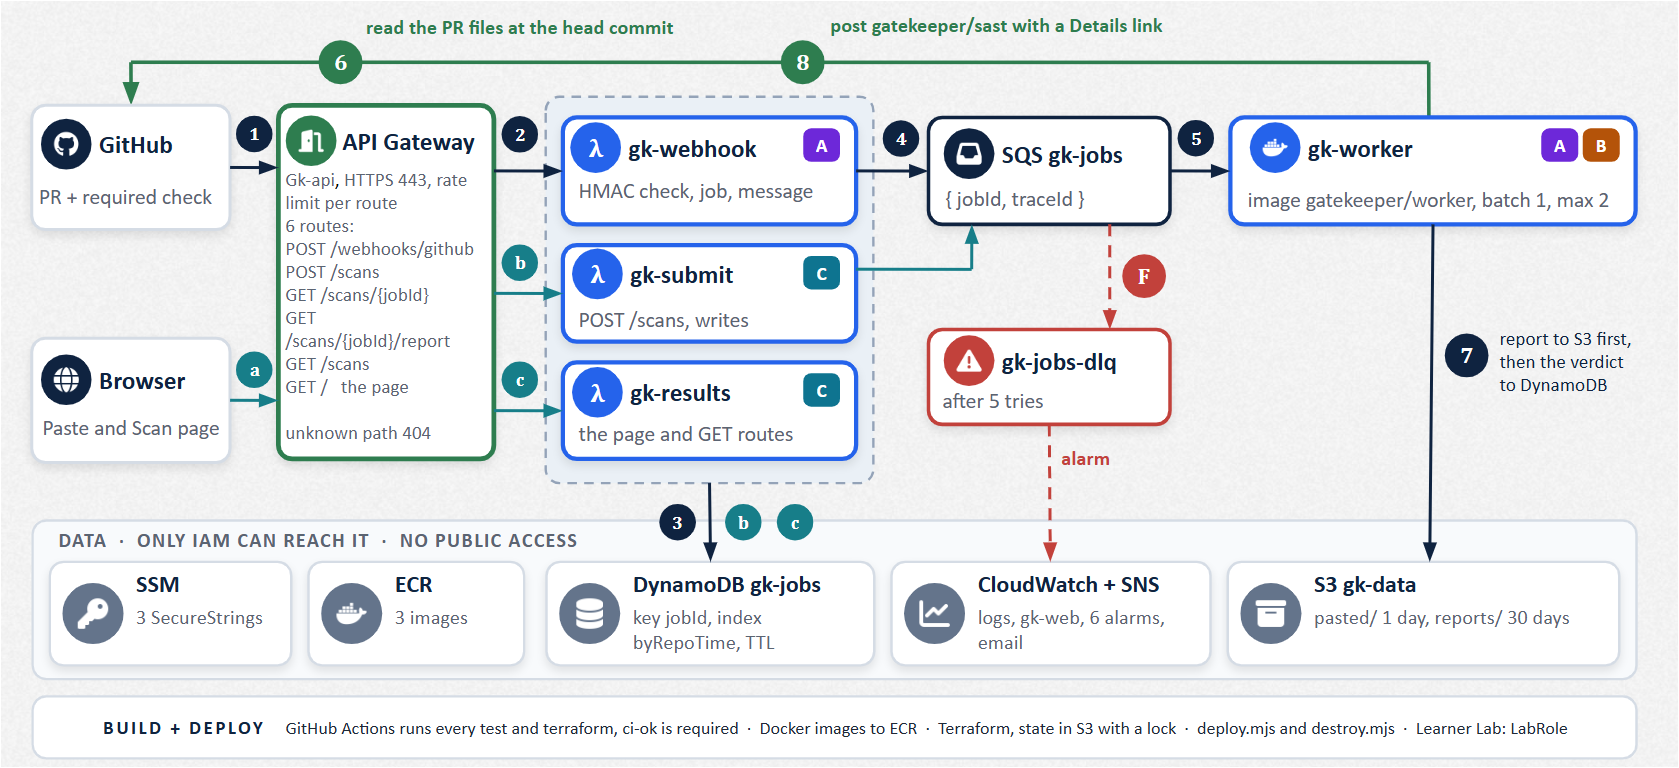 read the PR files at the head commit
post gatekeeper/sast with a Details link
6
8
GitHub
PR + required check
1
API Gateway
Gk-api, HTTPS 443, rate
limit per route
6 routes:
POST /webhooks/github
POST /scans
GET /scans/{jobId}
GET
/scans/{jobId}/report
GET /scans
GET / the page
unknown path 404
2
λ
gk-webhook
A
HMAC check, job, message
4
SQS gk-jobs
{ jobId, traceId }
5
gk-worker
A
B
image gatekeeper/worker, batch 1, max 2
b
λ
gk-submit
C
POST /scans, writes
F
Browser
Paste and Scan page
a
c
λ
gk-results
C
the page and GET routes
gk-jobs-dlq
after 5 tries
alarm
7
report to S3 first,
then the verdict
to DynamoDB
3
b
c
DATA · ONLY IAM CAN REACH IT · NO PUBLIC ACCESS
SSM
3 SecureStrings
ECR
3 images
DynamoDB gk-jobs
key jobId, index
byRepoTime, TTL
CloudWatch + SNS
logs, gk-web, 6 alarms,
email
S3 gk-data
pasted/ 1 day, reports/ 30 days
BUILD + DEPLOY GitHub Actions runs every test and terraform, ci-ok is required · Docker images to ECR · Terraform, state in S3 with a lock · deploy.mjs and destroy.mjs · Learner Lab: LabRole